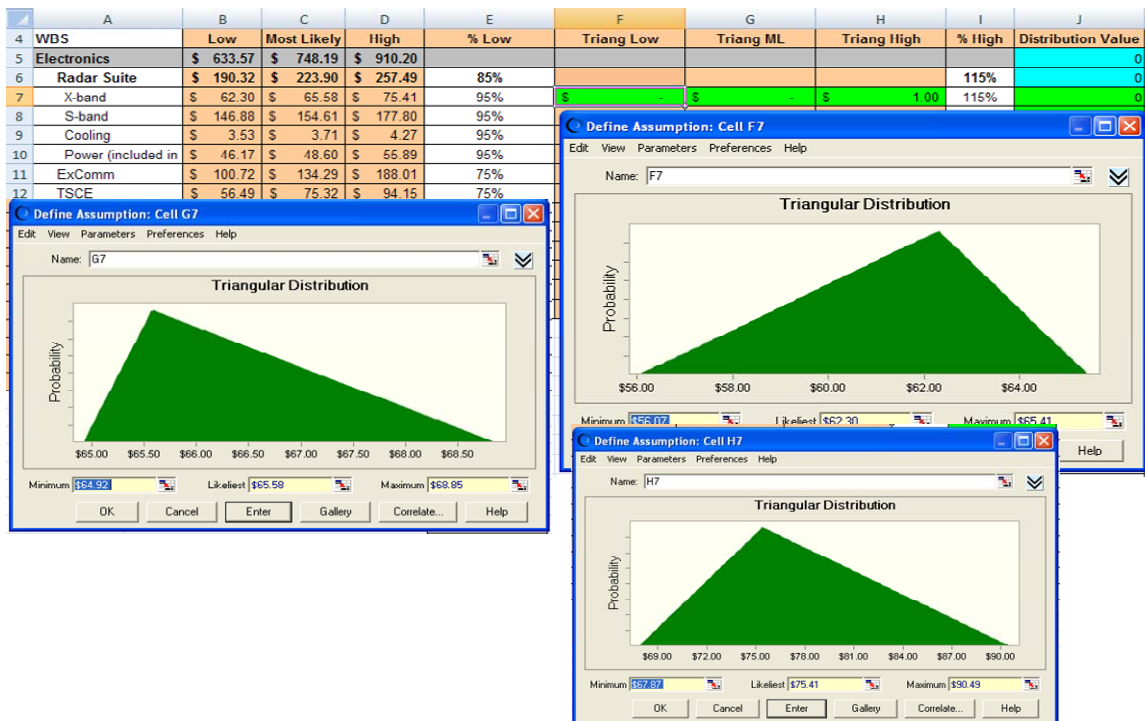 A B C D E F G H I J
4 WBS Low Most Likely High % Low Triang Low Triang ML Triang High % High Distribution Value
5 Electronics $ 633.57 $ 748.19 $ 910.20 0
6 Radar Suite $ 190.32 $ 223.90 $ 257.49 85% 115% 0
7 X-band $ 62.30 $ 65.58 $ 75.41 95% $ - $ - $ 1.00 115% 0
8 S-band $ 146.88 $ 154.61 $ 177.80 95%
9 Cooling $ 3.53 $ 3.71 $ 4.27 95%
10 Power (included in $ 46.17 $ 48.60 $ 55.89 95%
11 ExComm $ 100.72 $ 134.29 $ 188.01 75%
12 TSCE $ 56.49 $ 75.32 $ 94.15 75%
Define Assumption: Cell F7
Edit View Parameters Preferences Help
Name: F7
Triangular Distribution
Probability
$56.00 $58.00 $60.00 $62.00 $64.00
Minimum $56.07 Likeliest $62.30 Maximum $65.41
Help
Define Assumption: Cell G7
Edit View Parameters Preferences Help
Name: G7
Triangular Distribution
Probability
$65.00 $65.50 $66.00 $66.50 $67.00 $67.50 $68.00 $68.50
Minimum $64.92 Likeliest $65.58 Maximum $68.85
OK Cancel Enter Gallery Correlate... Help
Define Assumption: Cell H7
Edit View Parameters Preferences Help
Name: H7
Triangular Distribution
Probability
$69.00 $72.00 $75.00 $78.00 $81.00 $84.00 $87.00 $90.00
Minimum $67.87 Likeliest $75.41 Maximum $90.49
OK Cancel Enter Gallery Correlate... Help